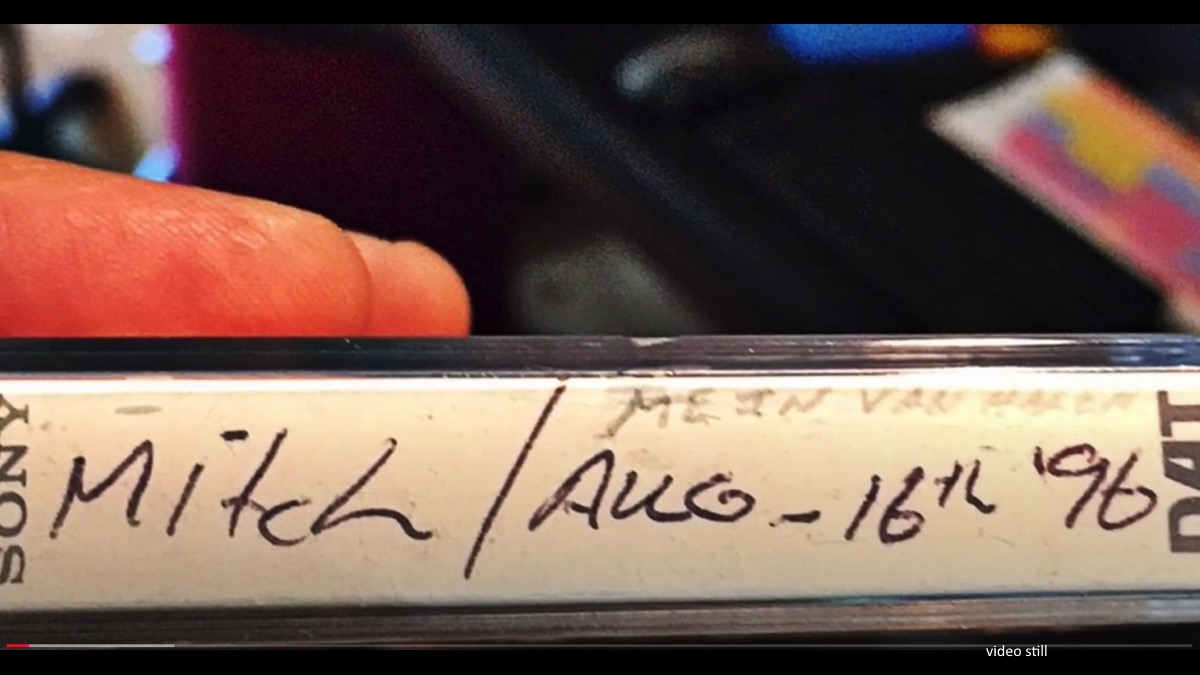 SONY
ME IN VAN HALEN
Mitch / AUG - 16th '96
DAT
video still